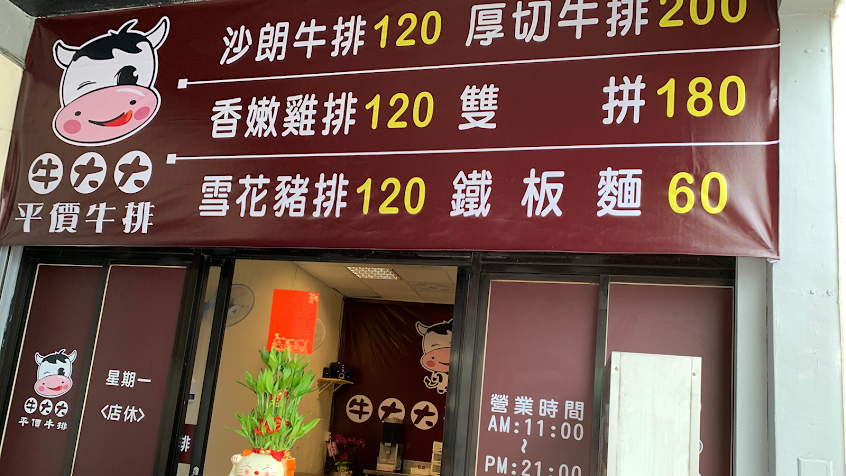 沙朗牛排120 厚切牛排200
香嫩雞排120 雙拼180
雪花豬排120 鐵板麵60
牛大大
平價牛排
牛大大
平價牛排
星期一
〈店休〉
牛大大
排
營業時間
AM:11:00
~
PM:21:00